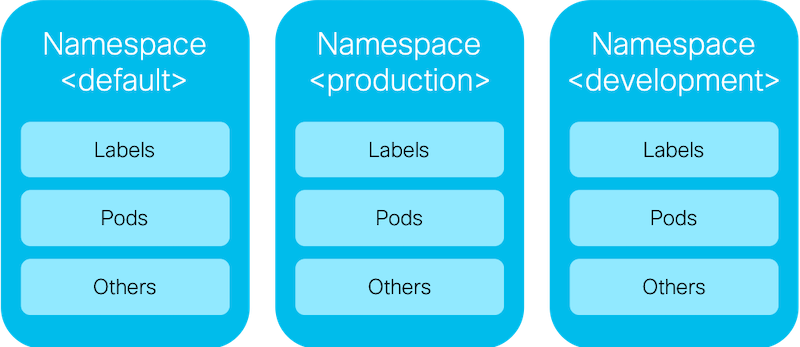 Namespace
<default>
Labels
Pods
Others
Namespace
<production>
Labels
Pods
Others
Namespace
<development>
Labels
Pods
Others